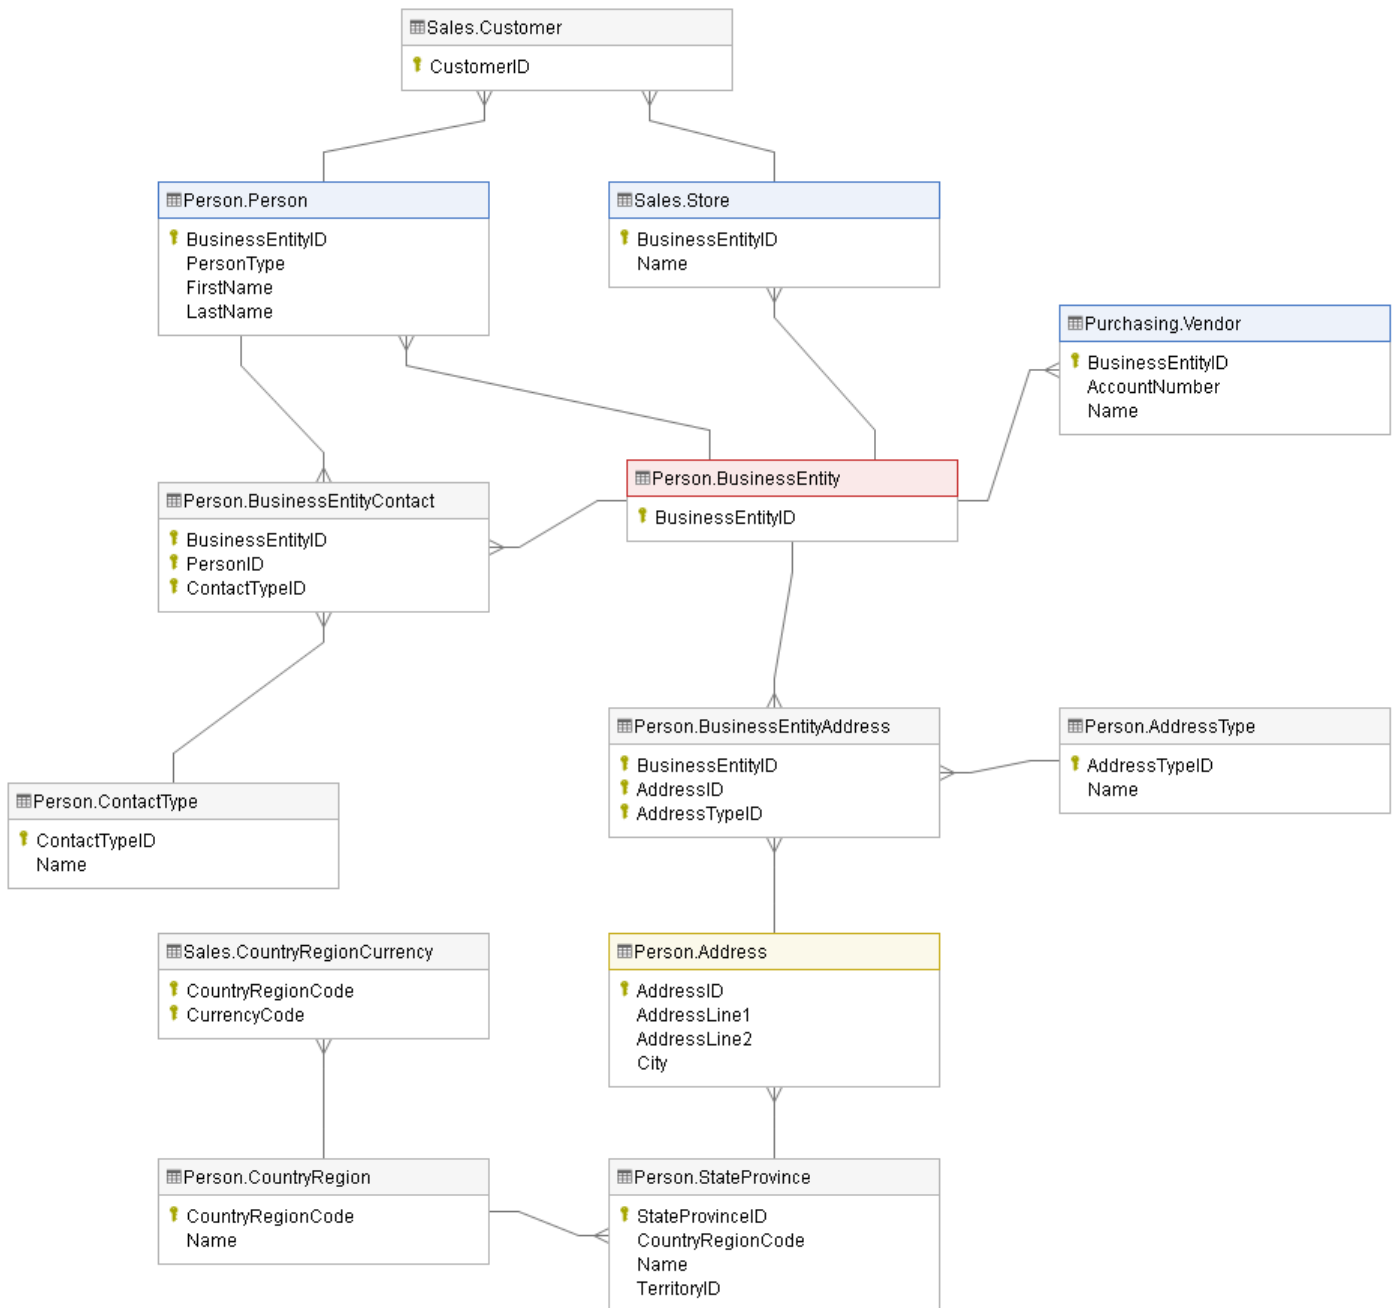 Sales.Customer
CustomerID
Person.Person
BusinessEntityID
PersonType
FirstName
LastName
Sales.Store
BusinessEntityID
Name
Purchasing.Vendor
BusinessEntityID
AccountNumber
Name
Person.BusinessEntity
BusinessEntityID
Person.BusinessEntityContact
BusinessEntityID
PersonID
ContactTypeID
Person.BusinessEntityAddress
BusinessEntityID
AddressID
AddressTypeID
Person.AddressType
AddressTypeID
Name
Person.ContactType
ContactTypeID
Name
Sales.CountryRegionCurrency
CountryRegionCode
CurrencyCode
Person.Address
AddressID
AddressLine1
AddressLine2
City
Person.CountryRegion
CountryRegionCode
Name
Person.StateProvince
StateProvinceID
CountryRegionCode
Name
TerritoryID